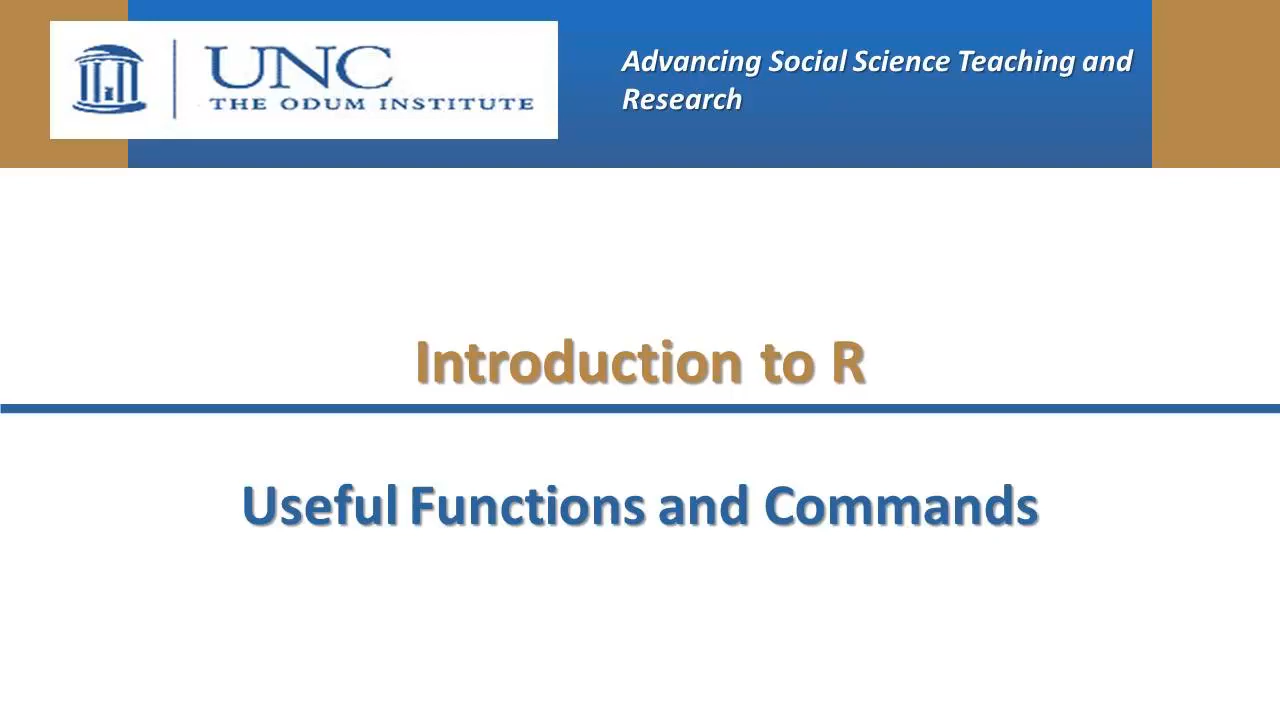 UNC
THE ODUM INSTITUTE
Advancing Social Science Teaching and
Research
Introduction to R
Useful Functions and Commands